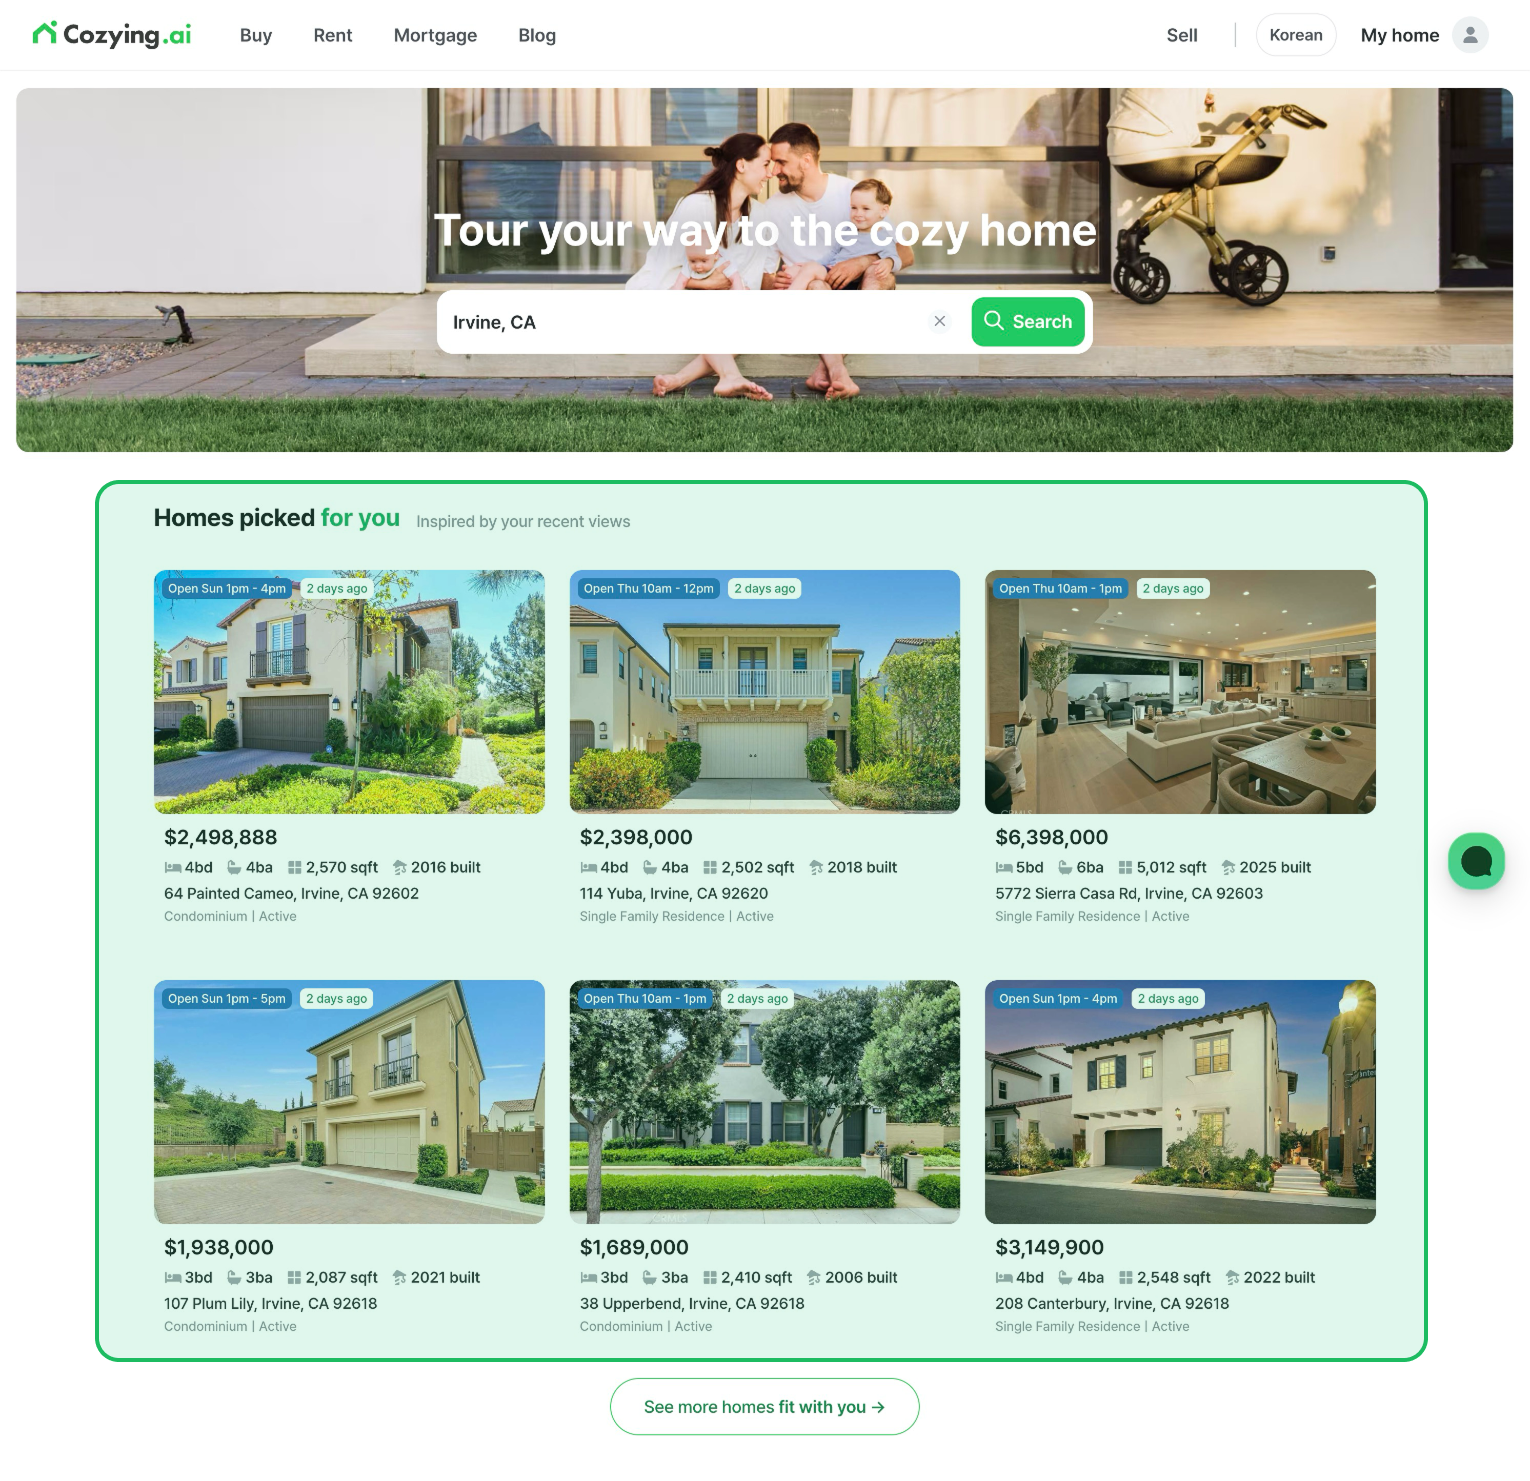 Cozying.ai Buy Rent Mortgage Blog Sell Korean My home
Tour your way to the cozy home
Irvine, CA Search
Homes picked for you Inspired by your recent views
Open Sun 1pm - 4pm 2 days ago
$2,498,888
4bd 4ba 2,570 sqft 2016 built
64 Painted Cameo, Irvine, CA 92602
Condominium | Active
Open Thu 10am - 12pm 2 days ago
$2,398,000
4bd 4ba 2,502 sqft 2018 built
114 Yuba, Irvine, CA 92620
Single Family Residence | Active
Open Thu 10am - 1pm 2 days ago
$6,398,000
5bd 6ba 5,012 sqft 2025 built
5772 Sierra Casa Rd, Irvine, CA 92603
Single Family Residence | Active
Open Sun 1pm - 5pm 2 days ago
$1,938,000
3bd 3ba 2,087 sqft 2021 built
107 Plum Lily, Irvine, CA 92618
Condominium | Active
Open Thu 10am - 1pm 2 days ago
$1,689,000
3bd 3ba 2,410 sqft 2006 built
38 Upperbend, Irvine, CA 92618
Condominium | Active
Open Sun 1pm - 4pm 2 days ago
$3,149,900
4bd 4ba 2,548 sqft 2022 built
208 Canterbury, Irvine, CA 92618
Single Family Residence | Active
See more homes fit with you →